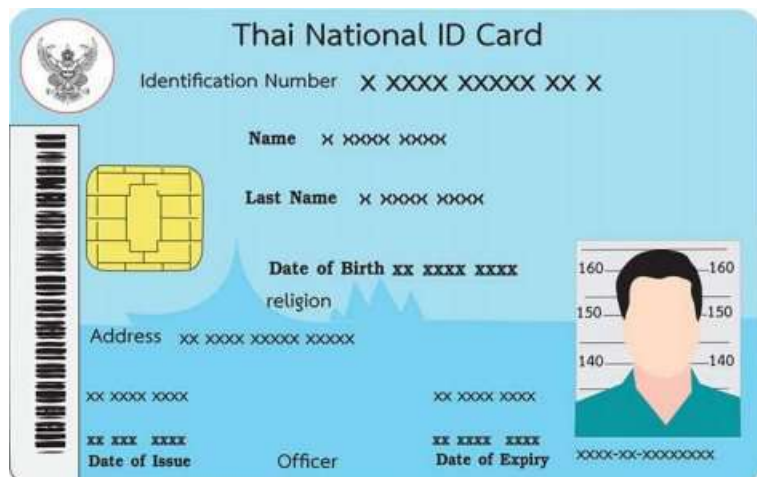 Thai National ID Card
Identification Number X XXXX XXXXX XX X
Name X XXXX XXXX
Last Name X XXXX XXXX
Date of Birth xx xxxx xxxx
religion
160 160
150 150
Address xx xxxx xxxxx xxxxx
140 140
xx xxxx xxxx xx xxxx xxxx
xx xxx xxxx xx xxxx xxxx
Date of Issue Officer Date of Expiry xxxx-xx-xxxxxxxx